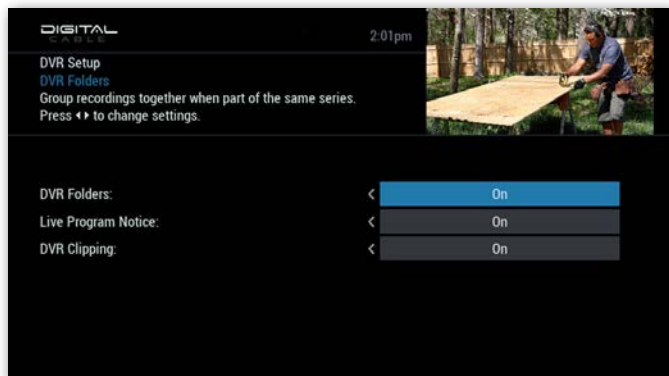 DIGITAL
CABLE
2:01pm
DVR Setup
DVR Folders
Group recordings together when part of the same series.
Press ◂ ▸ to change settings.
DVR Folders: < On
Live Program Notice: < On
DVR Clipping: < On